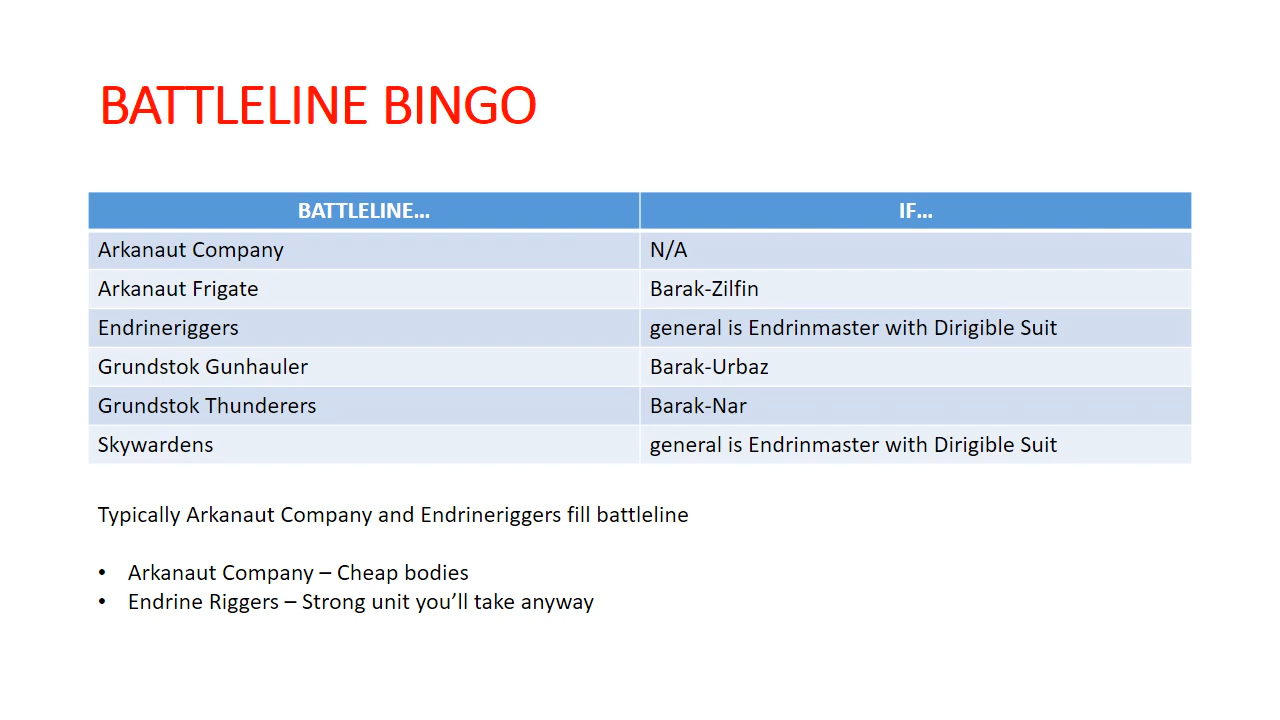 BATTLELINE BINGO
BATTLELINE... IF...
Arkanaut Company N/A
Arkanaut Frigate Barak-Zilfin
Endrineriggers general is Endrinmaster with Dirigible Suit
Grundstok Gunhauler Barak-Urbaz
Grundstok Thunderers Barak-Nar
Skywardens general is Endrinmaster with Dirigible Suit
Typically Arkanaut Company and Endrineriggers fill battleline
• Arkanaut Company – Cheap bodies
• Endrine Riggers – Strong unit you’ll take anyway